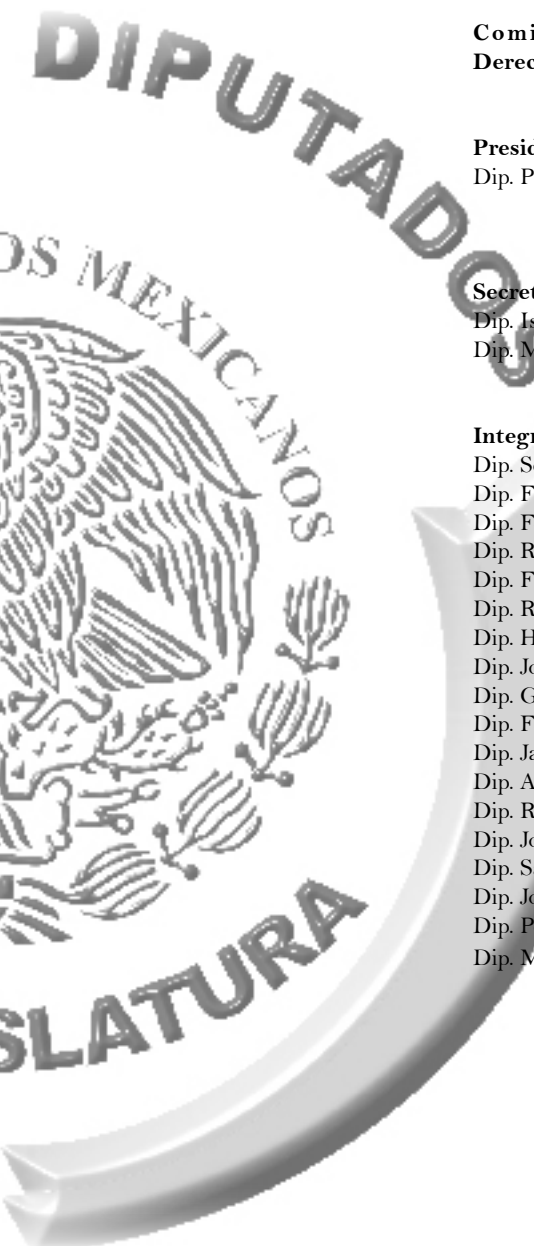 DIPUTADOS
OS MEXICANOS
SLATURA
Comi
Derec
Presid
Dip. P
Secret
Dip. Is
Dip. M
Integr
Dip. So
Dip. F
Dip. F
Dip. R
Dip. F
Dip. R
Dip. H
Dip. Jo
Dip. G
Dip. F
Dip. Ja
Dip. A
Dip. R
Dip. Jo
Dip. S
Dip. Jo
Dip. P
Dip. M